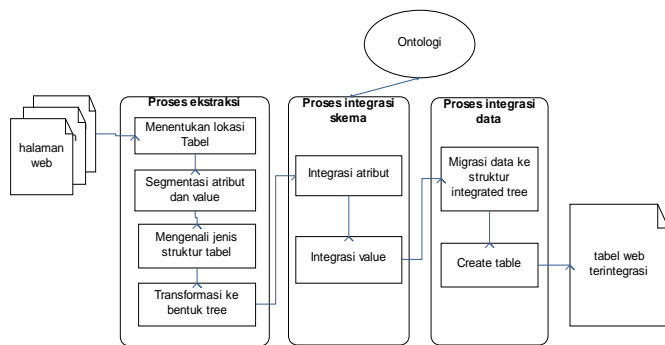 Ontologi
Proses ekstraksi
Proses integrasi
skema
Proses integrasi
data
halaman
web
Menentukan lokasi
Tabel
Segmentasi atribut
dan value
Mengenali jenis
struktur tabel
Transformasi ke
bentuk tree
Integrasi atribut
Integrasi value
Migrasi data ke
struktur
integrated tree
Create table
tabel web
terintegrasi